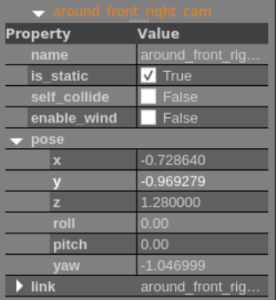 around_front_right_cam
Property Value
name around_front_rig...
is_static True
self_collide False
enable_wind False
pose
x -0.728640
y -0.969279
z 1.280000
roll 0.00
pitch 0.00
yaw -1.046999
link around_front_rig...